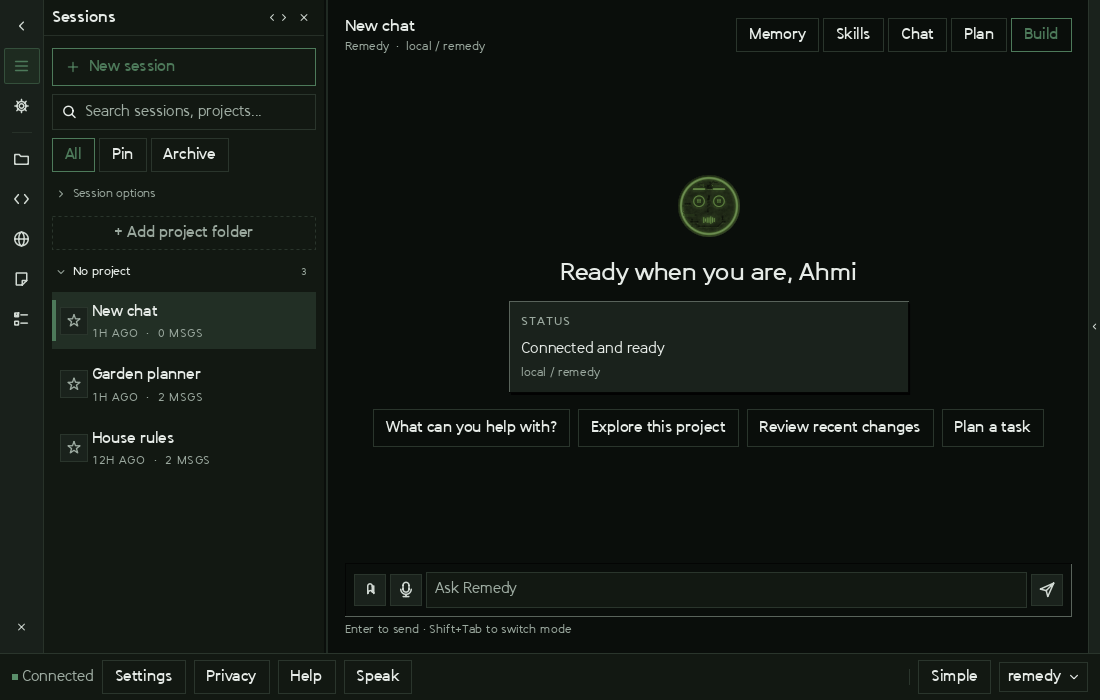 Sessions
New session
Search sessions, projects...
All
Pin
Archive
Session options
+ Add project folder
No project
3
New chat
1H AGO · 0 MSGS
Garden planner
1H AGO · 2 MSGS
House rules
12H AGO · 2 MSGS
New chat
Remedy · local / remedy
Memory
Skills
Chat
Plan
Build
Ready when you are, Ahmi
STATUS
Connected and ready
local / remedy
What can you help with?
Explore this project
Review recent changes
Plan a task
Ask Remedy
Enter to send · Shift+Tab to switch mode
Connected
Settings
Privacy
Help
Speak
Simple
remedy